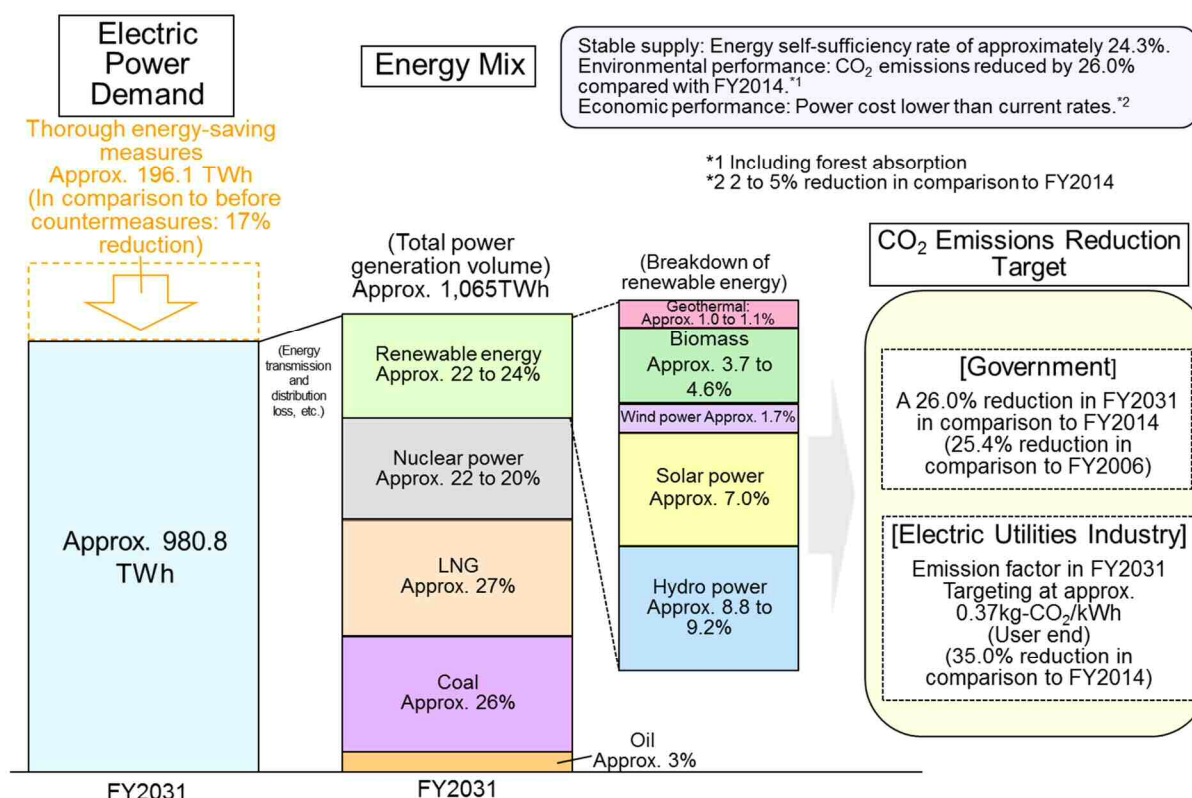 Electric
Power
Demand
Energy Mix
Stable supply: Energy self-sufficiency rate of approximately 24.3%.
Environmental performance: CO₂ emissions reduced by 26.0%
compared with FY2014.*1
Economic performance: Power cost lower than current rates.*2
Thorough energy-saving
measures
Approx. 196.1 TWh
(In comparison to before
countermeasures: 17%
reduction)
*1 Including forest absorption
*2 2 to 5% reduction in comparison to FY2014
(Total power
generation volume)
Approx. 1,065TWh
(Breakdown of
renewable energy)
CO₂ Emissions Reduction
Target
(Energy
transmission
and
distribution
loss, etc.)
Approx. 980.8
TWh
FY2031
Renewable energy
Approx. 22 to 24%
Nuclear power
Approx. 22 to 20%
LNG
Approx. 27%
Coal
Approx. 26%
Oil
Approx. 3%
FY2031
Geothermal:
Approx. 1.0 to 1.1%
Biomass
Approx. 3.7 to
4.6%
Wind power Approx. 1.7%
Solar power
Approx. 7.0%
Hydro power
Approx. 8.8 to
9.2%
[Government]
A 26.0% reduction in FY2031
in comparison to FY2014
(25.4% reduction in
comparison to FY2006)
[Electric Utilities Industry]
Emission factor in FY2031
Targeting at approx.
0.37kg-CO₂/kWh
(User end)
(35.0% reduction in
comparison to FY2014)